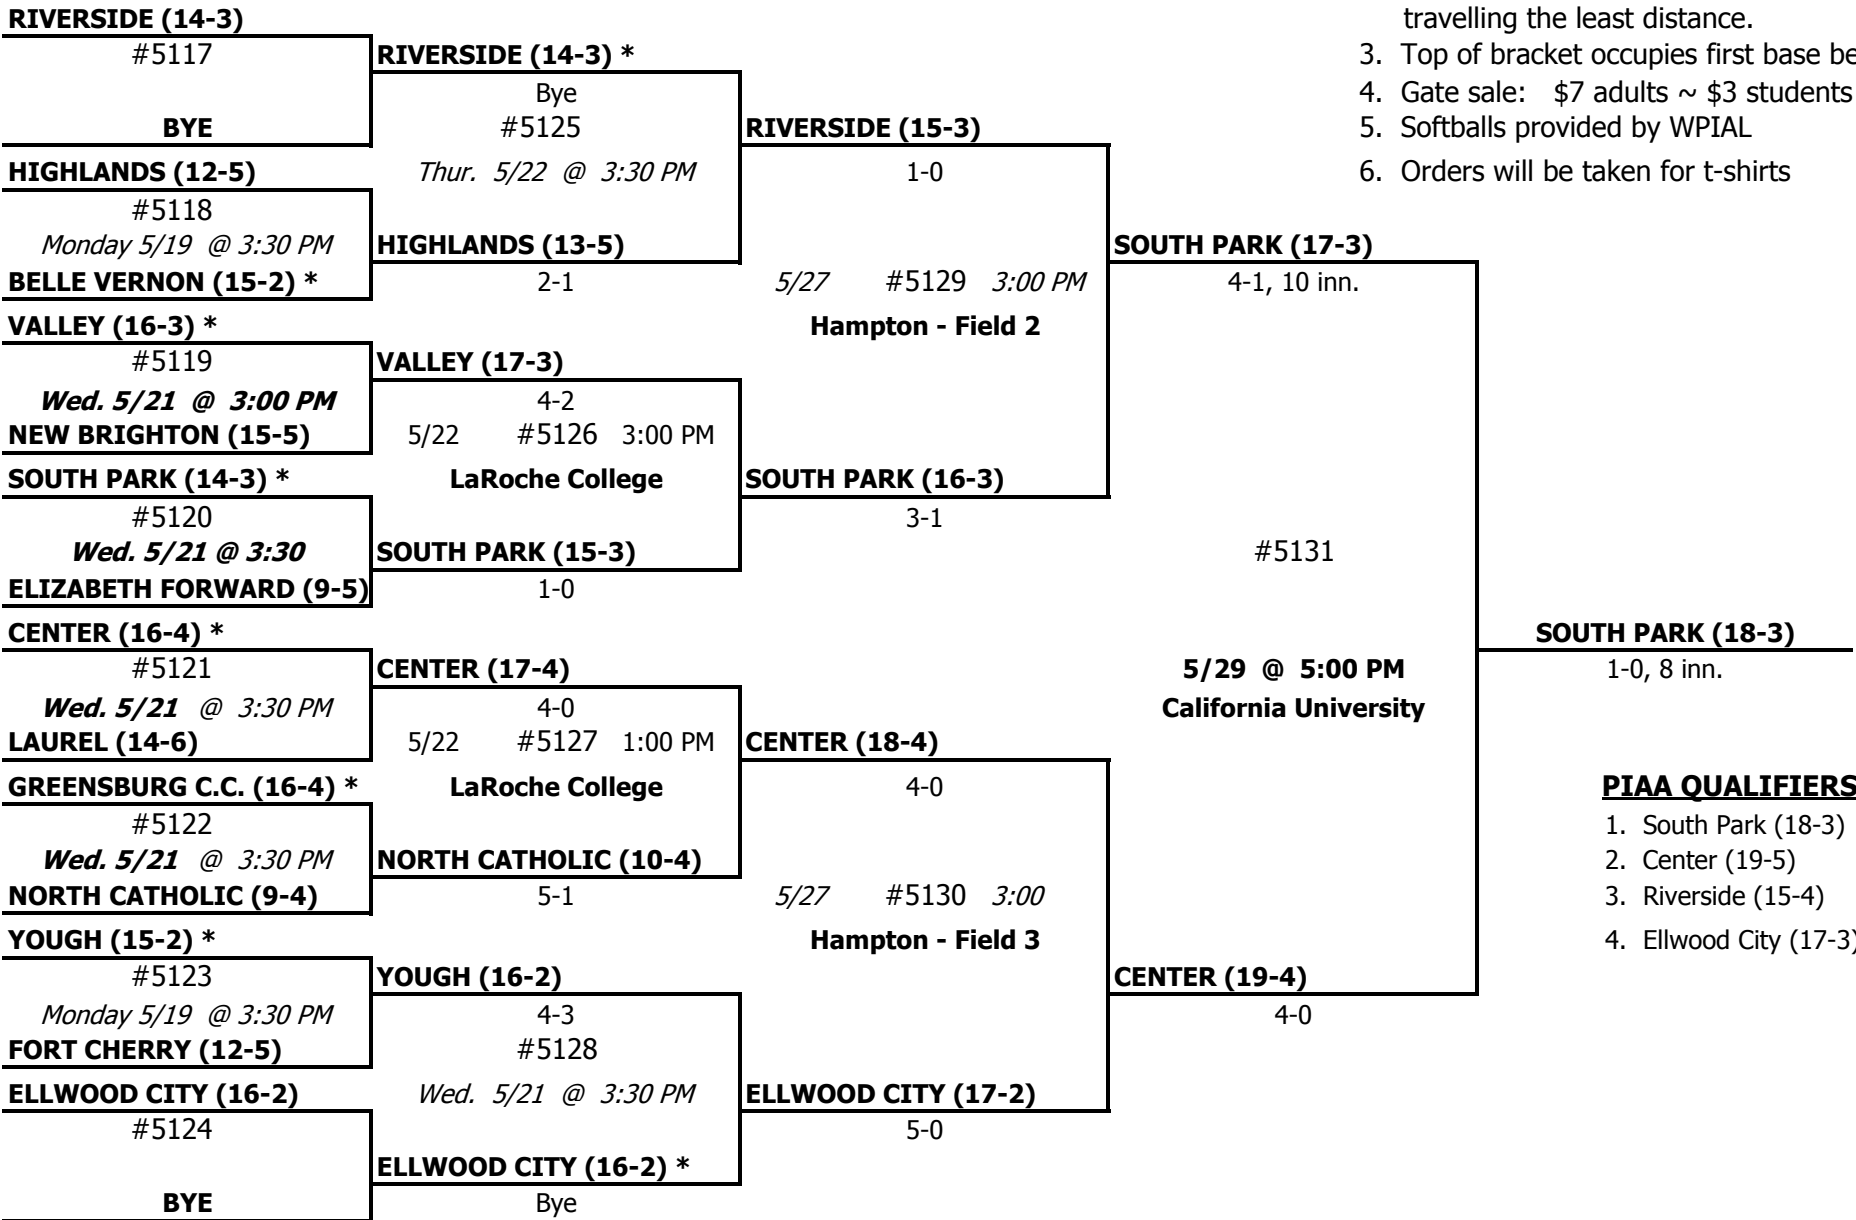 RIVERSIDE (14-3)
#5117
BYE
HIGHLANDS (12-5)
#5118
Monday 5/19 @ 3:30 PM
BELLE VERNON (15-2) *
VALLEY (16-3) *
#5119
Wed. 5/21 @ 3:00 PM
NEW BRIGHTON (15-5)
SOUTH PARK (14-3) *
#5120
Wed. 5/21 @ 3:30
ELIZABETH FORWARD (9-5)
CENTER (16-4) *
#5121
Wed. 5/21 @ 3:30 PM
LAUREL (14-6)
GREENSBURG C.C. (16-4) *
#5122
Wed. 5/21 @ 3:30 PM
NORTH CATHOLIC (9-4)
YOUGH (15-2) *
#5123
Monday 5/19 @ 3:30 PM
FORT CHERRY (12-5)
ELLWOOD CITY (16-2)
#5124
BYE
RIVERSIDE (14-3) *
Bye
#5125
Thur. 5/22 @ 3:30 PM
HIGHLANDS (13-5)
2-1
VALLEY (17-3)
4-2
5/22 #5126 3:00 PM
LaRoche College
SOUTH PARK (15-3)
1-0
CENTER (17-4)
4-0
5/22 #5127 1:00 PM
LaRoche College
NORTH CATHOLIC (10-4)
5-1
YOUGH (16-2)
4-3
#5128
Wed. 5/21 @ 3:30 PM
ELLWOOD CITY (16-2) *
Bye
RIVERSIDE (15-3)
1-0
5/27 #5129 3:00 PM
Hampton - Field 2
SOUTH PARK (16-3)
3-1
CENTER (18-4)
4-0
5/27 #5130 3:00
Hampton - Field 3
ELLWOOD CITY (17-2)
5-0
SOUTH PARK (17-3)
4-1, 10 inn.
#5131
5/29 @ 5:00 PM
California University
CENTER (19-4)
4-0
SOUTH PARK (18-3)
1-0, 8 inn.
travelling the least distance.
3. Top of bracket occupies first base be
4. Gate sale: $7 adults ~ $3 students
5. Softballs provided by WPIAL
6. Orders will be taken for t-shirts
PIAA QUALIFIERS
1. South Park (18-3)
2. Center (19-5)
3. Riverside (15-4)
4. Ellwood City (17-3)